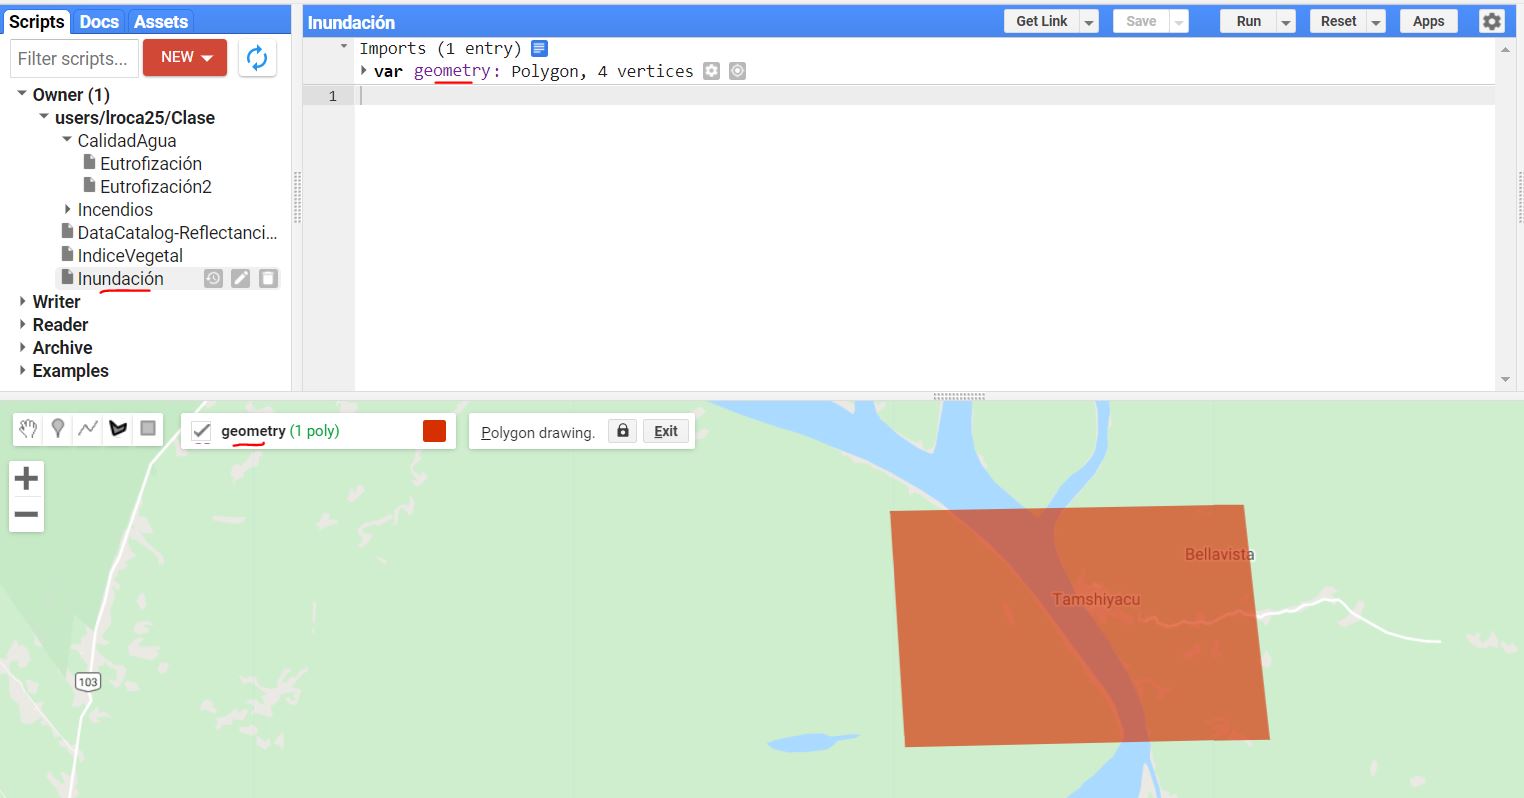 Scripts Docs Assets
Filter scripts... NEW
Owner (1)
users/lroca25/Clase
CalidadAgua
Eutrofización
Eutrofización2
Incendios
DataCatalog-Reflectanci...
IndiceVegetal
Inundación
Writer
Reader
Archive
Examples
Inundación Get Link Save Run Reset Apps
Imports (1 entry)
var geometry: Polygon, 4 vertices
1
geometry (1 poly)
Polygon drawing. Exit
Bellavista
Tamshiyacu
103